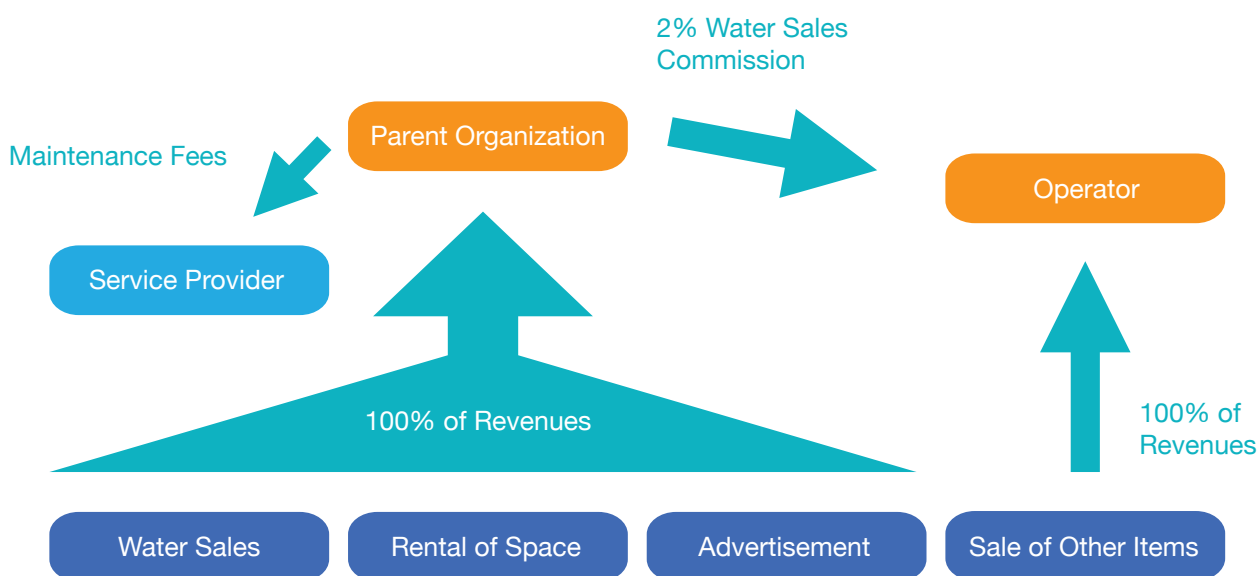 2% Water Sales
Commission
Parent Organization
Maintenance Fees
Operator
Service Provider
100% of Revenues
100% of
Revenues
Water Sales
Rental of Space
Advertisement
Sale of Other Items